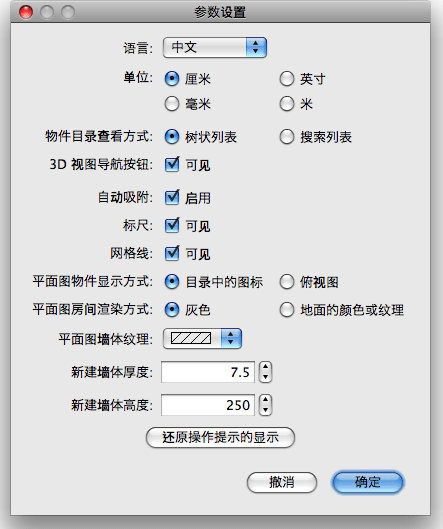 参数设置
语言: 中文
单位: 厘米 英寸
毫米 米
物件目录查看方式: 树状列表 搜索列表
3D 视图导航按钮: 可见
自动吸附: 启用
标尺: 可见
网格线: 可见
平面图物件显示方式: 目录中的图标 俯视图
平面图房间渲染方式: 灰色 地面的颜色或纹理
平面图墙体纹理:
新建墙体厚度: 7.5
新建墙体高度: 250
还原操作提示的显示
撤消 确定